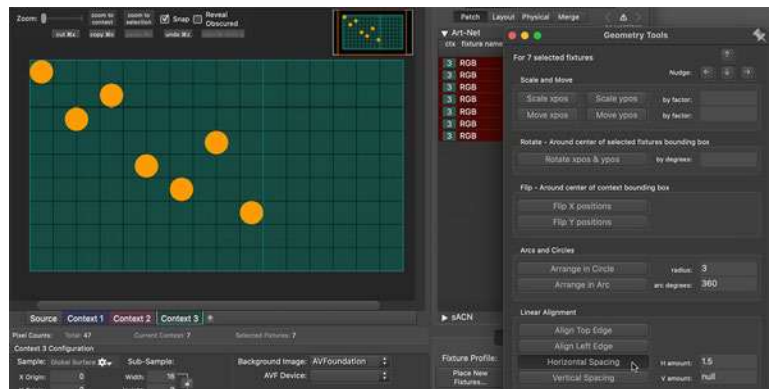 Zoom:
zoom to context
zoom to selection
Snap
Reveal Obscured
cut ⌘x
copy ⌘c
undo ⌘z
Patch Layout Physical Merge
Art-Net
ctx fixture name
3 RGB
3 RGB
3 RGB
3 RGB
3 RGB
3 RGB
3 RGB
sACN
Fixture Profile:
Place New Fixtures...
Geometry Tools
For 7 selected fixtures
Nudge:
Scale and Move
Scale xpos Scale ypos by factor:
Move xpos Move ypos by factor:
Rotate - Around center of selected fixtures bounding box
Rotate xpos & ypos by degrees:
Flip - Around center of context bounding box
Flip X positions
Flip Y positions
Arcs and Circles
Arrange in Circle radius: 3
Arrange in Arc arc degrees: 360
Linear Alignment
Align Top Edge
Align Left Edge
Horizontal Spacing H amount: 1.5
Vertical Spacing V amount: null
Source Context 1 Context 2 Context 3
Pixel Counts: Total: 47 Current Context: 7 Selected Fixtures: 7
Context 3 Configuration
Sample: Global Surface Sub-Sample: Background Image: AVFoundation
X Origin: 0 Width: 16 AVF Device: